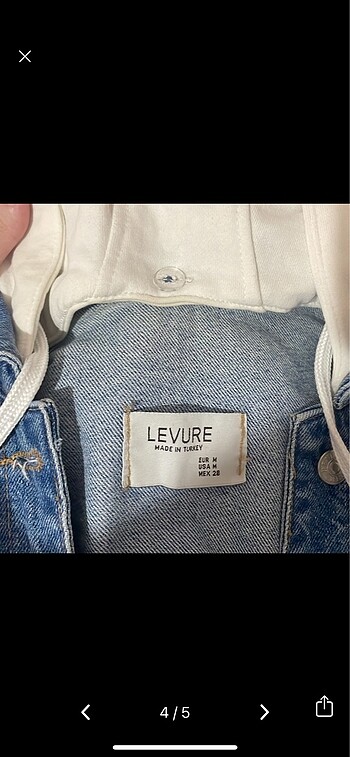 LEVURE
MADE IN TURKEY
EUR M
USA M
MEX 28
4/5